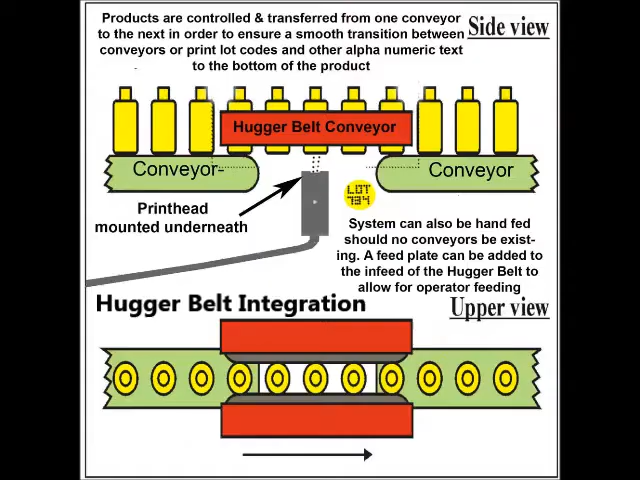 Products are controlled & transferred from one conveyor
to the next in order to ensure a smooth transition between
conveyors or print lot codes and other alpha numeric text
to the bottom of the product
Side view
Hugger Belt Conveyor
Conveyor-
Conveyor
Printhead
mounted underneath
LOT
734
System can also be hand fed
should no conveyors be exist-
ing. A feed plate can be added to
the infeed of the Hugger Belt to
allow for operator feeding
Hugger Belt Integration
Upper view